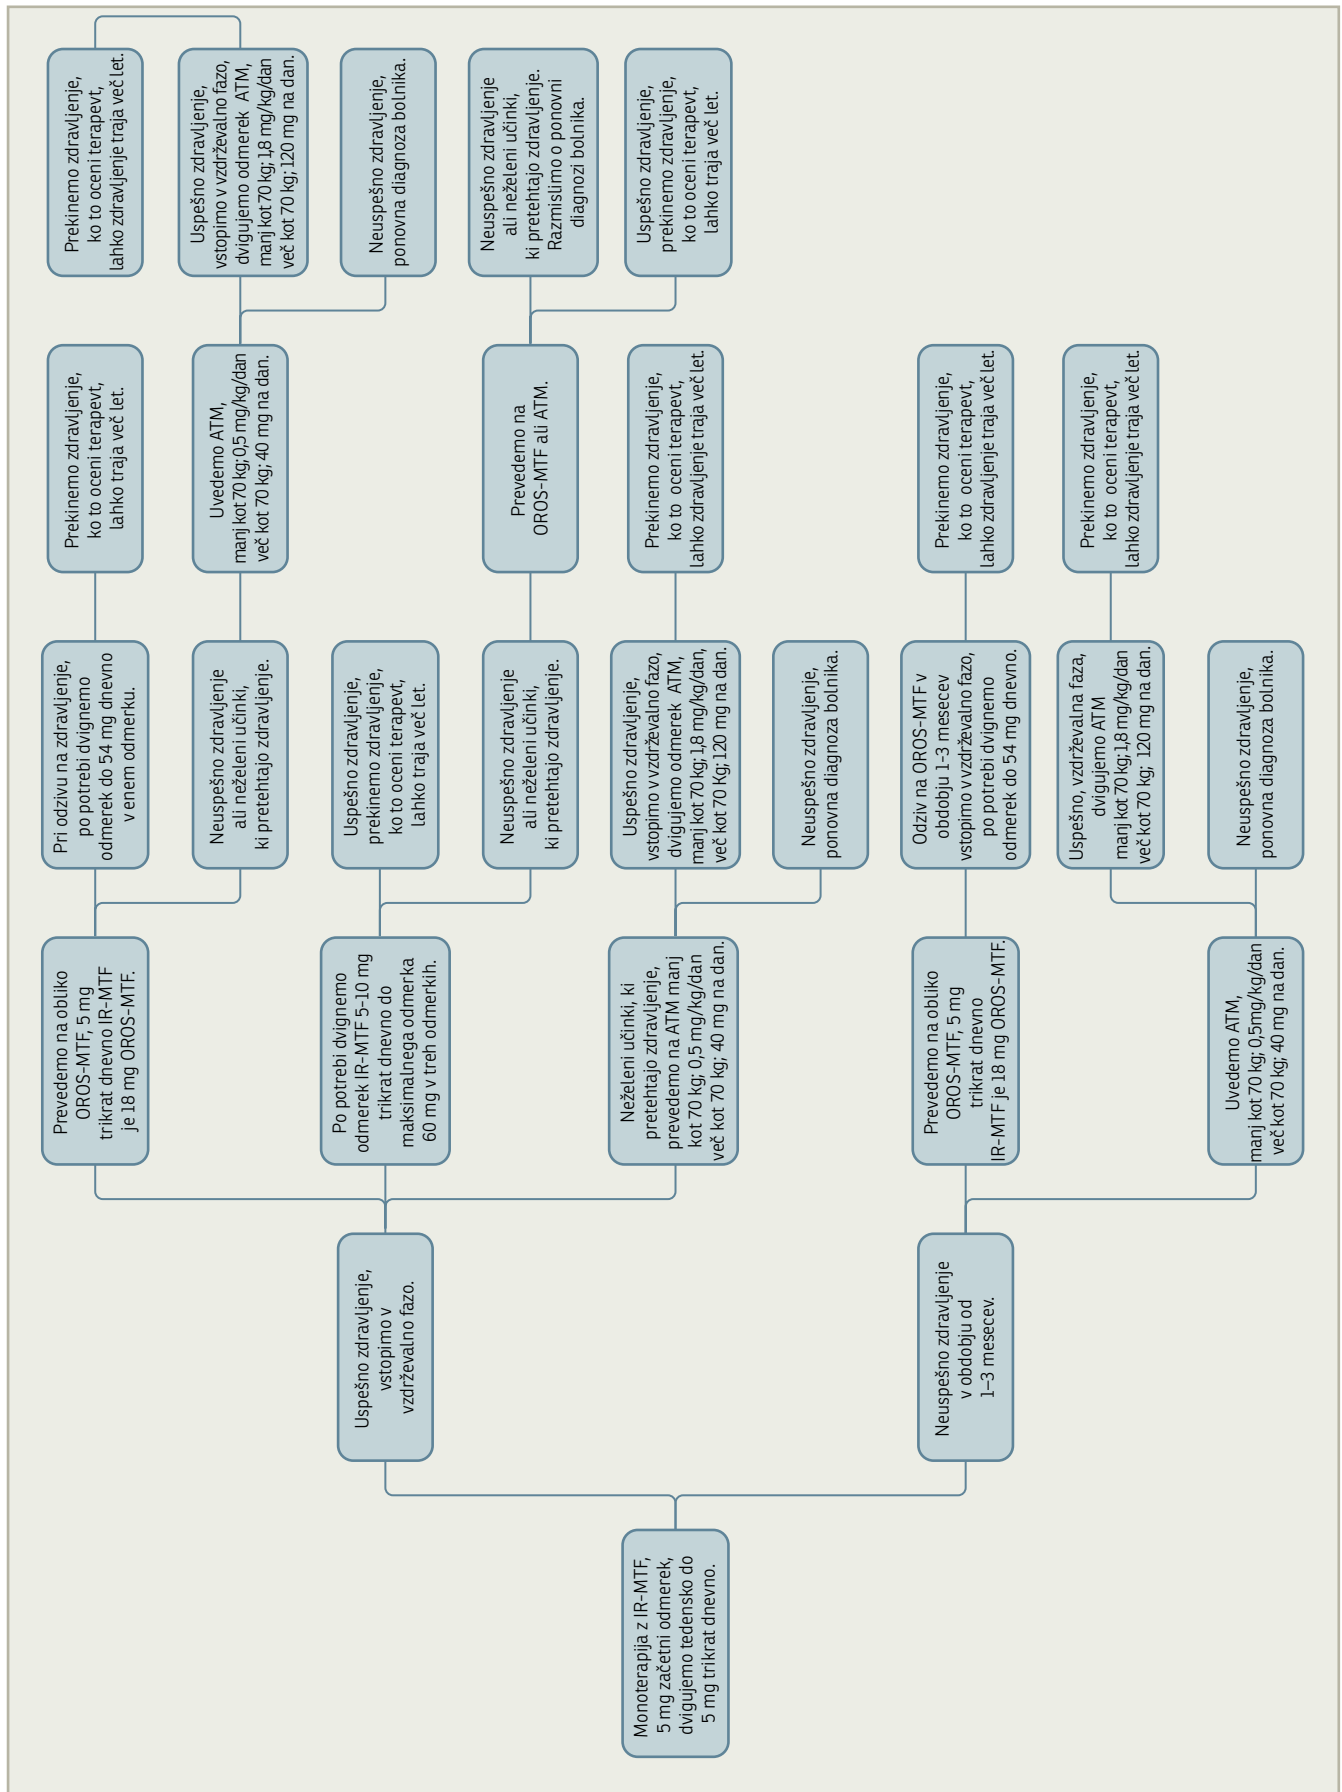 Monoterapija z IR-MTF,
5 mg začetni odmerek,
dvigujemo tedensko do
5 mg trikrat dnevno.
Uspešno zdravljenje,
vstopimo v
vzdrževalno fazo.
Neuspešno zdravljenje
v obdobju od
1–3 mesecev.
Prevedemo na obliko
OROS-MTF, 5 mg
trikrat dnevno IR-MTF
je 18 mg OROS-MTF.
Po potrebi dvignemo
odmerek IR-MTF 5-10 mg
trikrat dnevno do
maksimalnega odmerka
60 mg v treh odmerkih.
Neželeni učinki, ki
pretehtajo zdravljenje,
prevedemo na ATM manj
kot 70 kg; 0,5 mg/kg/dan
več kot 70 kg; 40 mg na dan.
Prevedemo na obliko
OROS-MTF, 5 mg
trikrat dnevno
IR-MTF je 18 mg OROS-MTF.
Uvedemo ATM,
manj kot 70 kg; 0,5mg/kg/dan
več kot 70 kg; 40 mg na dan.
Pri odzivu na zdravljenje,
po potrebi dvignemo
odmerek do 54 mg dnevno
v enem odmerku.
Neuspešno zdravljenje
ali neželeni učinki,
ki pretehtajo zdravljenje.
Uspešno zdravljenje,
prekinemo zdravljenje,
ko to oceni terapevt,
lahko traja več let.
Neuspešno zdravljenje
ali neželeni učinki,
ki pretehtajo zdravljenje.
Uspešno zdravljenje,
vstopimo v vzdrževalno fazo,
dvigujemo odmerek ATM,
manj kot 70 kg; 1,8 mg/kg/dan,
več kot 70 kg; 120 mg na dan.
Neuspešno zdravljenje,
ponovna diagnoza bolnika.
Odziv na OROS-MTF v
obdobju 1-3 mesecev
vstopimo v vzdrževalno fazo,
po potrebi dvignemo
odmerek do 54 mg dnevno.
Uspešno, vzdrževalna faza,
dvigujemo ATM
manj kot 70 kg;1,8 mg/kg/dan
več kot 70 kg; 120 mg na dan.
Neuspešno zdravljenje,
ponovna diagnoza bolnika.
Prekinemo zdravljenje,
ko to oceni terapevt,
lahko traja več let.
Uvedemo ATM,
manj kot 70 kg; 0,5 mg/kg/dan
več kot 70 kg; 40 mg na dan.
Prevedemo na
OROS-MTF ali ATM.
Prekinemo zdravljenje,
ko to oceni terapevt,
lahko zdravljenje traja več let.
Prekinemo zdravljenje,
ko to oceni terapevt,
lahko zdravljenje traja več let.
Prekinemo zdravljenje,
ko to oceni terapevt,
lahko zdravljenje traja več let.
Prekinemo zdravljenje,
ko to oceni terapevt,
lahko zdravljenje traja več let.
Uspešno zdravljenje,
vstopimo v vzdrževalno fazo,
dvigujemo odmerek ATM,
manj kot 70 kg; 1,8 mg/kg/dan
več kot 70 kg; 120 mg na dan.
Neuspešno zdravljenje,
ponovna diagnoza bolnika.
Neuspešno zdravljenje
ali neželeni učinki,
ki pretehtajo zdravljenje.
Razmislimo o ponovni
diagnozi bolnika.
Uspešno zdravljenje,
prekinemo zdravljenje,
ko to oceni terapevt,
lahko traja več let.